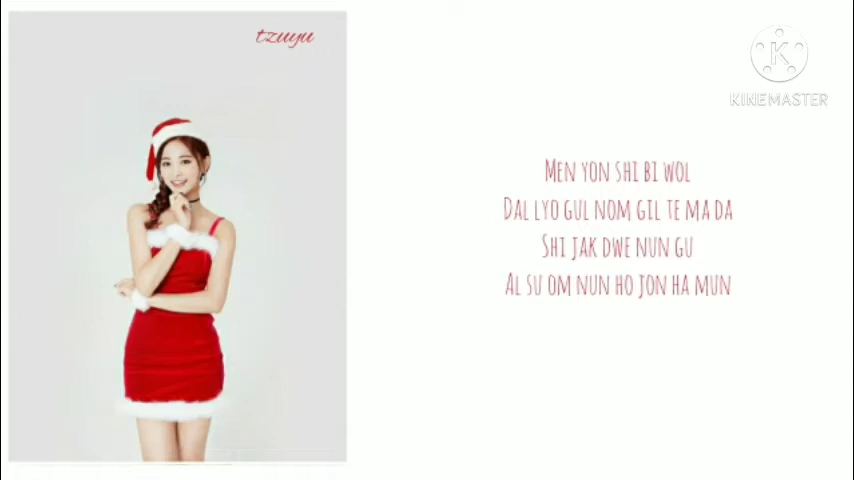 tzuyu
KINEMASTER
MEN YON SHI BI WOL
DAL LYO GUL NOM GIL TE MA DA
SHI JAK DWE NUN GU
AL SU OM NUN HO JON HA MUN